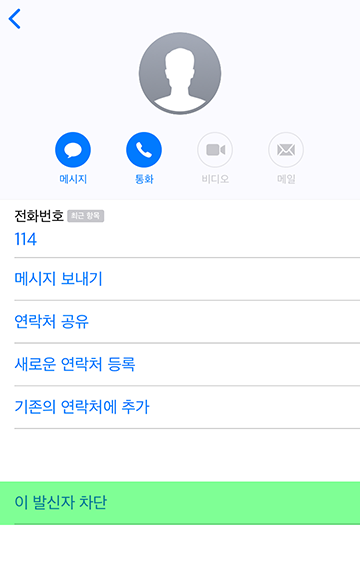 메시지 통화 비디오 메일
전화번호 최근 항목
114
메시지 보내기
연락처 공유
새로운 연락처 등록
기존의 연락처에 추가
이 발신자 차단